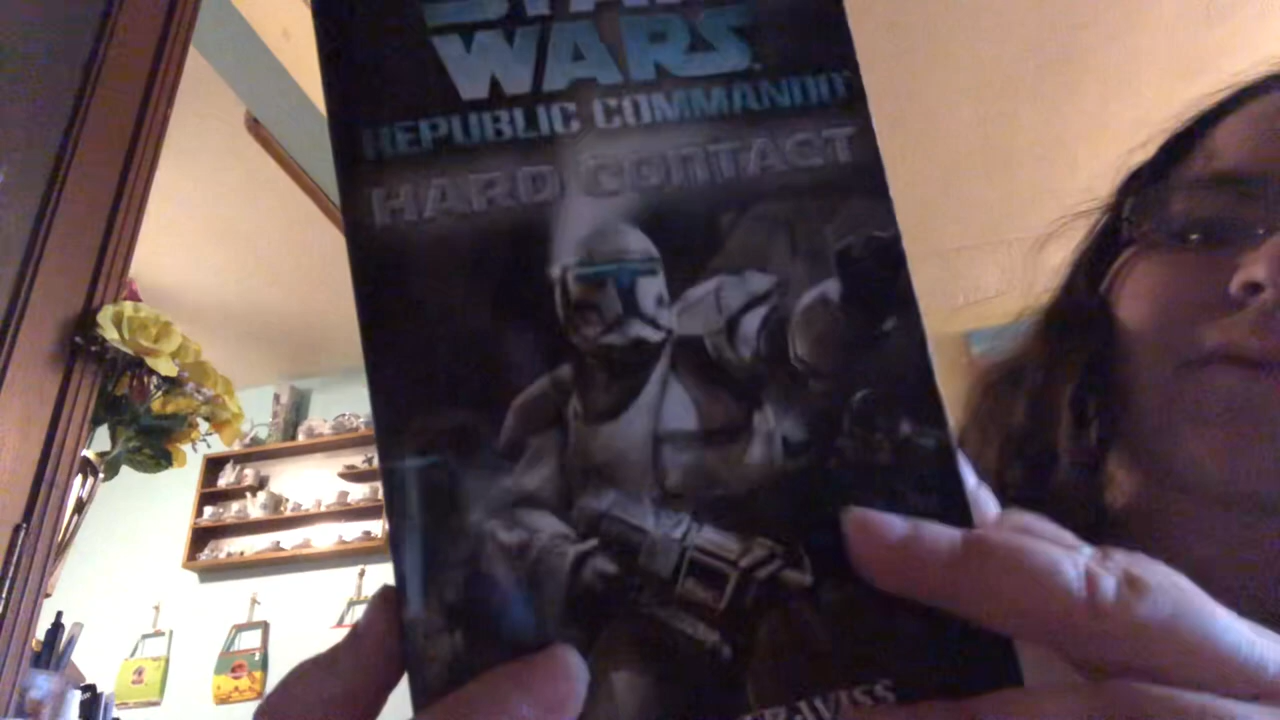 STAR
WARS
REPUBLIC COMMANDO
HARD CONTACT
TRAVISS